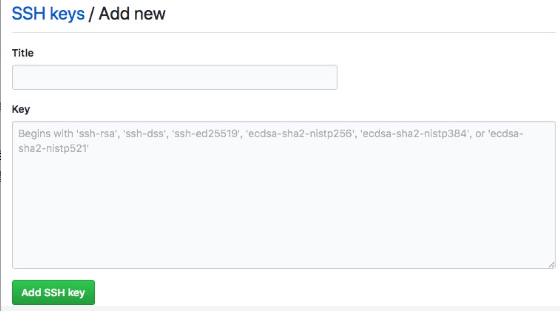 SSH keys / Add new
Title
Key
Begins with 'ssh-rsa', 'ssh-dss', 'ssh-ed25519', 'ecdsa-sha2-nistp256', 'ecdsa-sha2-nistp384', or 'ecdsa-
sha2-nistp521'
Add SSH key